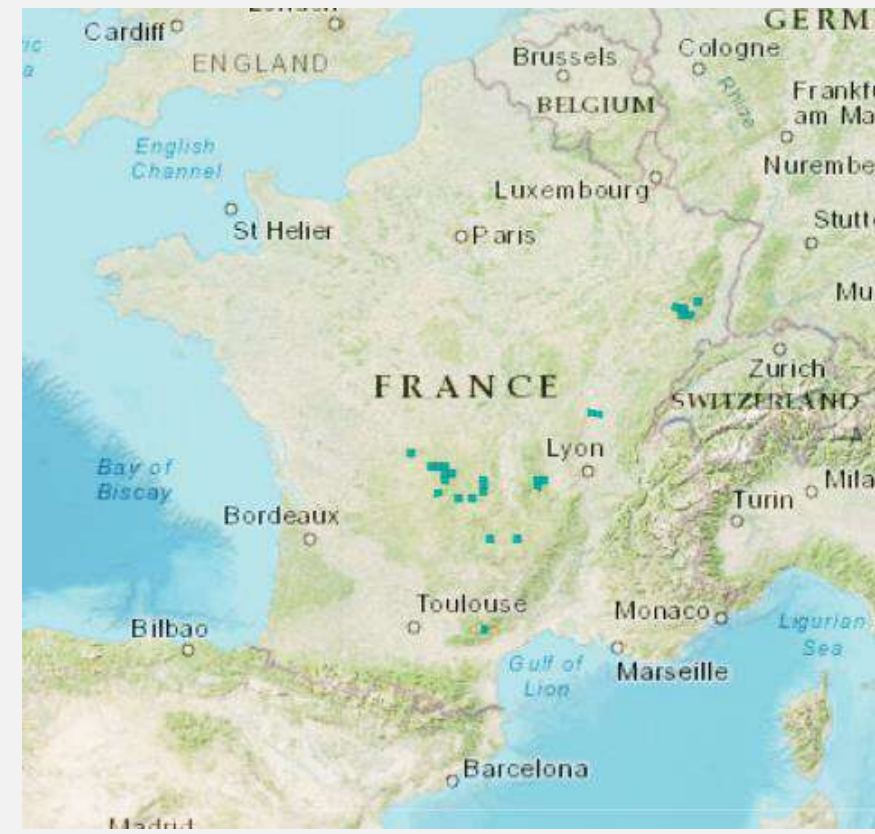 Cardiff
ENGLAND
English
Channel
St Helier
Brussels
BELGIUM
Cologne
Rhine
GERM
Frankfu
am Ma
Nurembe
Luxembourg
Paris
Stutt
Mu
FRANCE
Zurich
SWITZERLAND
Lyon
Bay of
Biscay
Bordeaux
Turin
Mila
Toulouse
Monaco
Ligurian
Sea
Bilbao
Gulf of
Lion
Marseille
Barcelona
Madrid